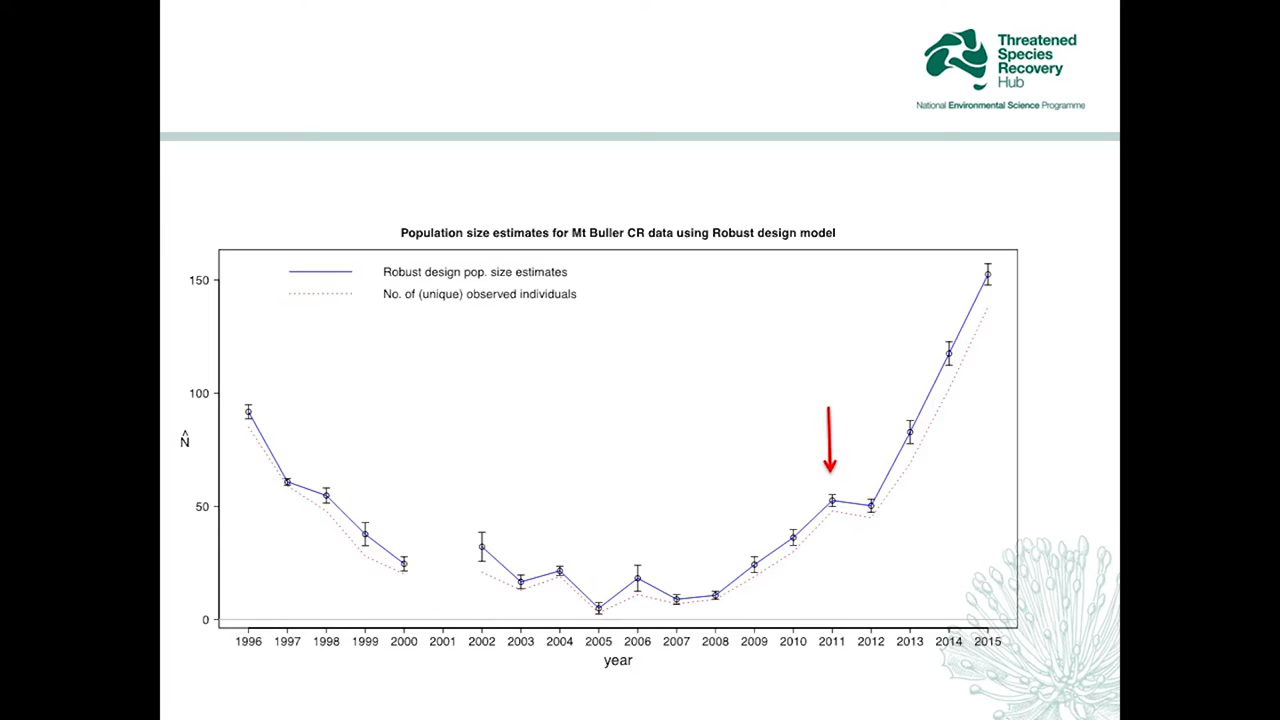 Threatened
Species
Recovery
Hub
National Environmental Science Programme
Population size estimates for Mt Buller CR data using Robust design model
Robust design pop. size estimates
No. of (unique) observed individuals
150
100
50
0
N̂
1996 1997 1998 1999 2000 2001 2002 2003 2004 2005 2006 2007 2008 2009 2010 2011 2012 2013 2014 2015
year